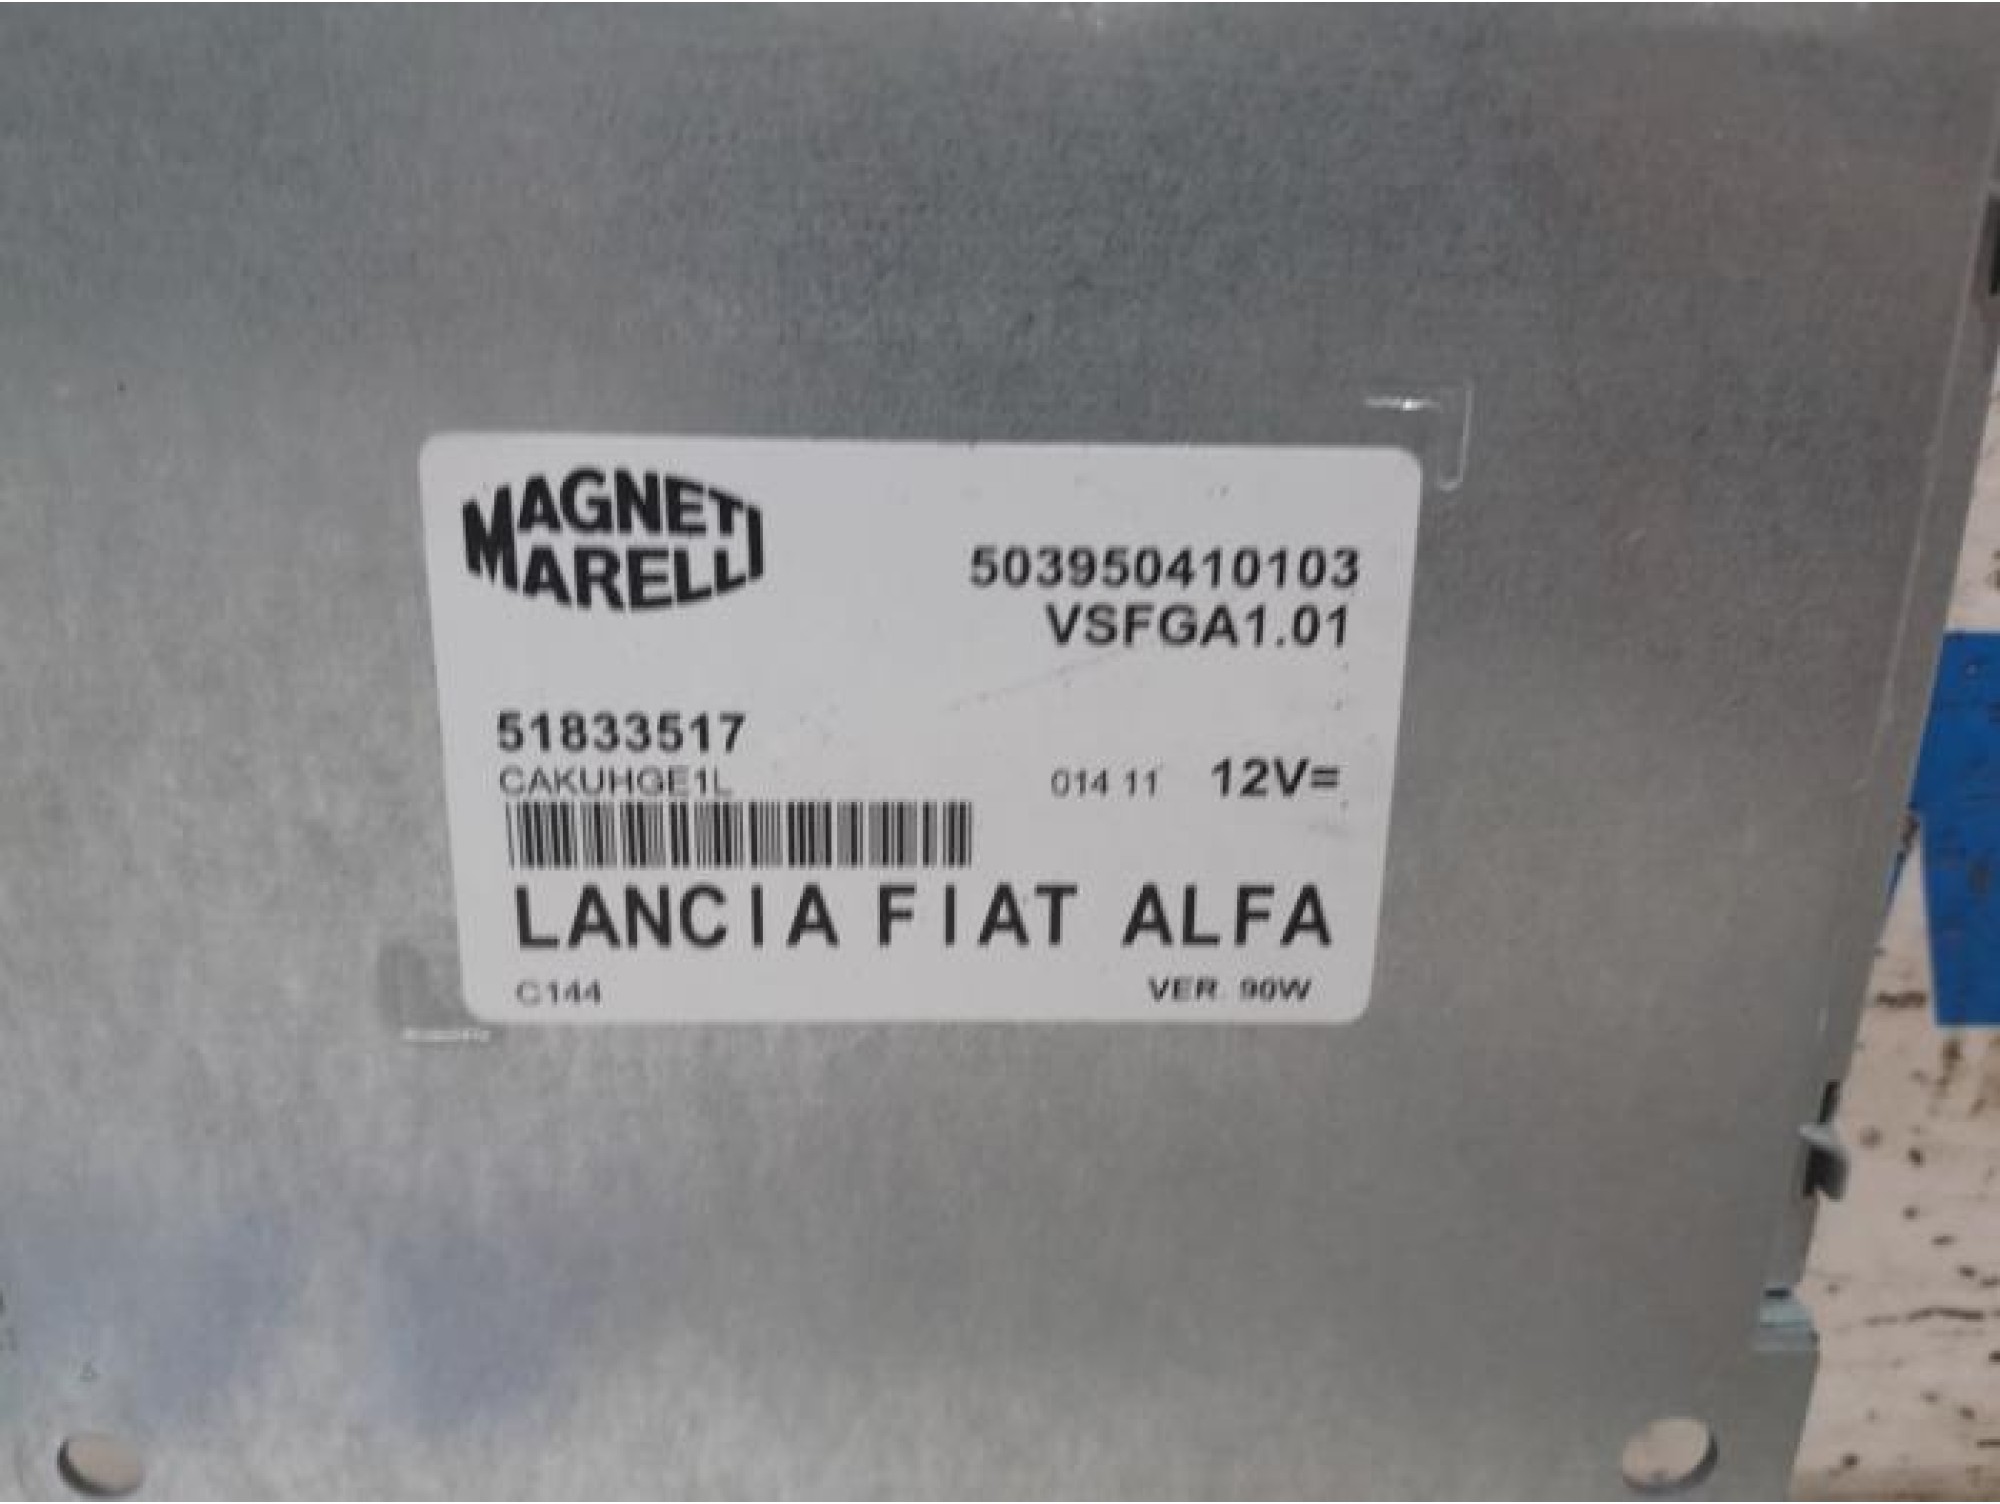 MAGNETI
MARELLI
503950410103
VSFGA1.01
51833517
CAKUHGE1L
014 11 12V=
LANCIA FIAT ALFA
C144 VER. 90W